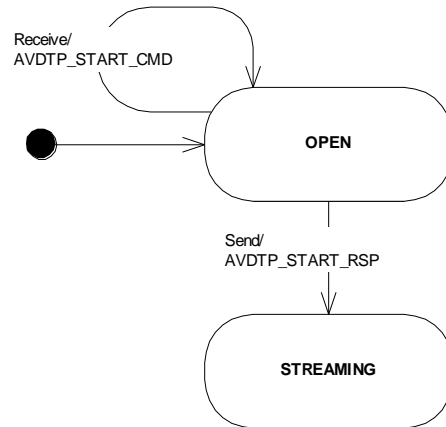 Receive/
AVDTP_START_CMD
OPEN
Send/
AVDTP_START_RSP
STREAMING